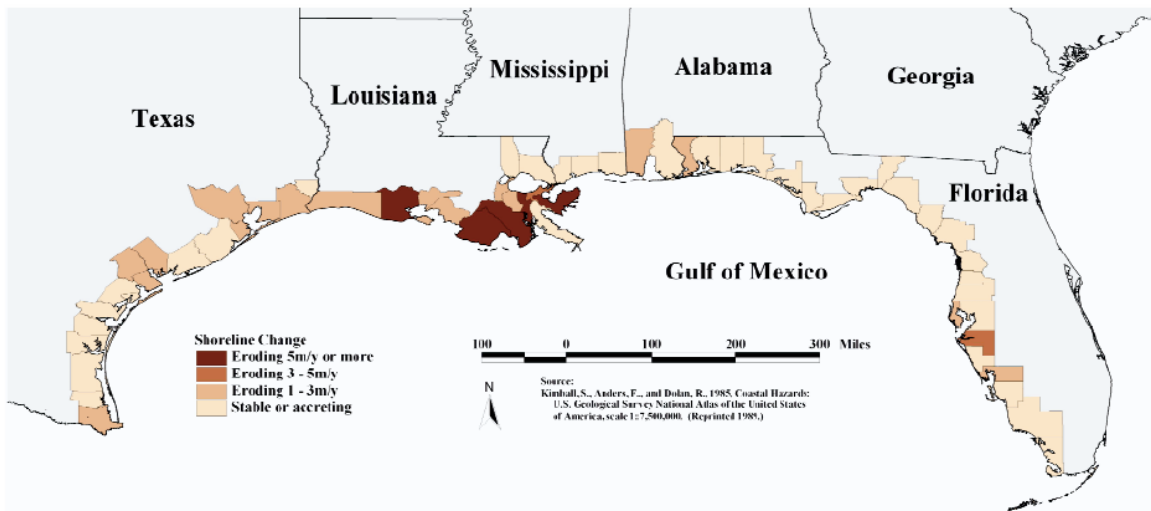 Mississippi
Alabama
Georgia
Louisiana
Texas
Florida
Gulf of Mexico
Shoreline Change
Eroding 5m/y or more
Eroding 3 - 5m/y
Eroding 1 - 3m/y
Stable or accreting
100 0 100 200 300 Miles
N
Source:
Kimball, S., Anders, F., and Dolan, R., 1985, Coastal Hazards:
U.S. Geological Survey National Atlas of the United States
of America, scale 1:7,500,000. (Reprinted 1989.)